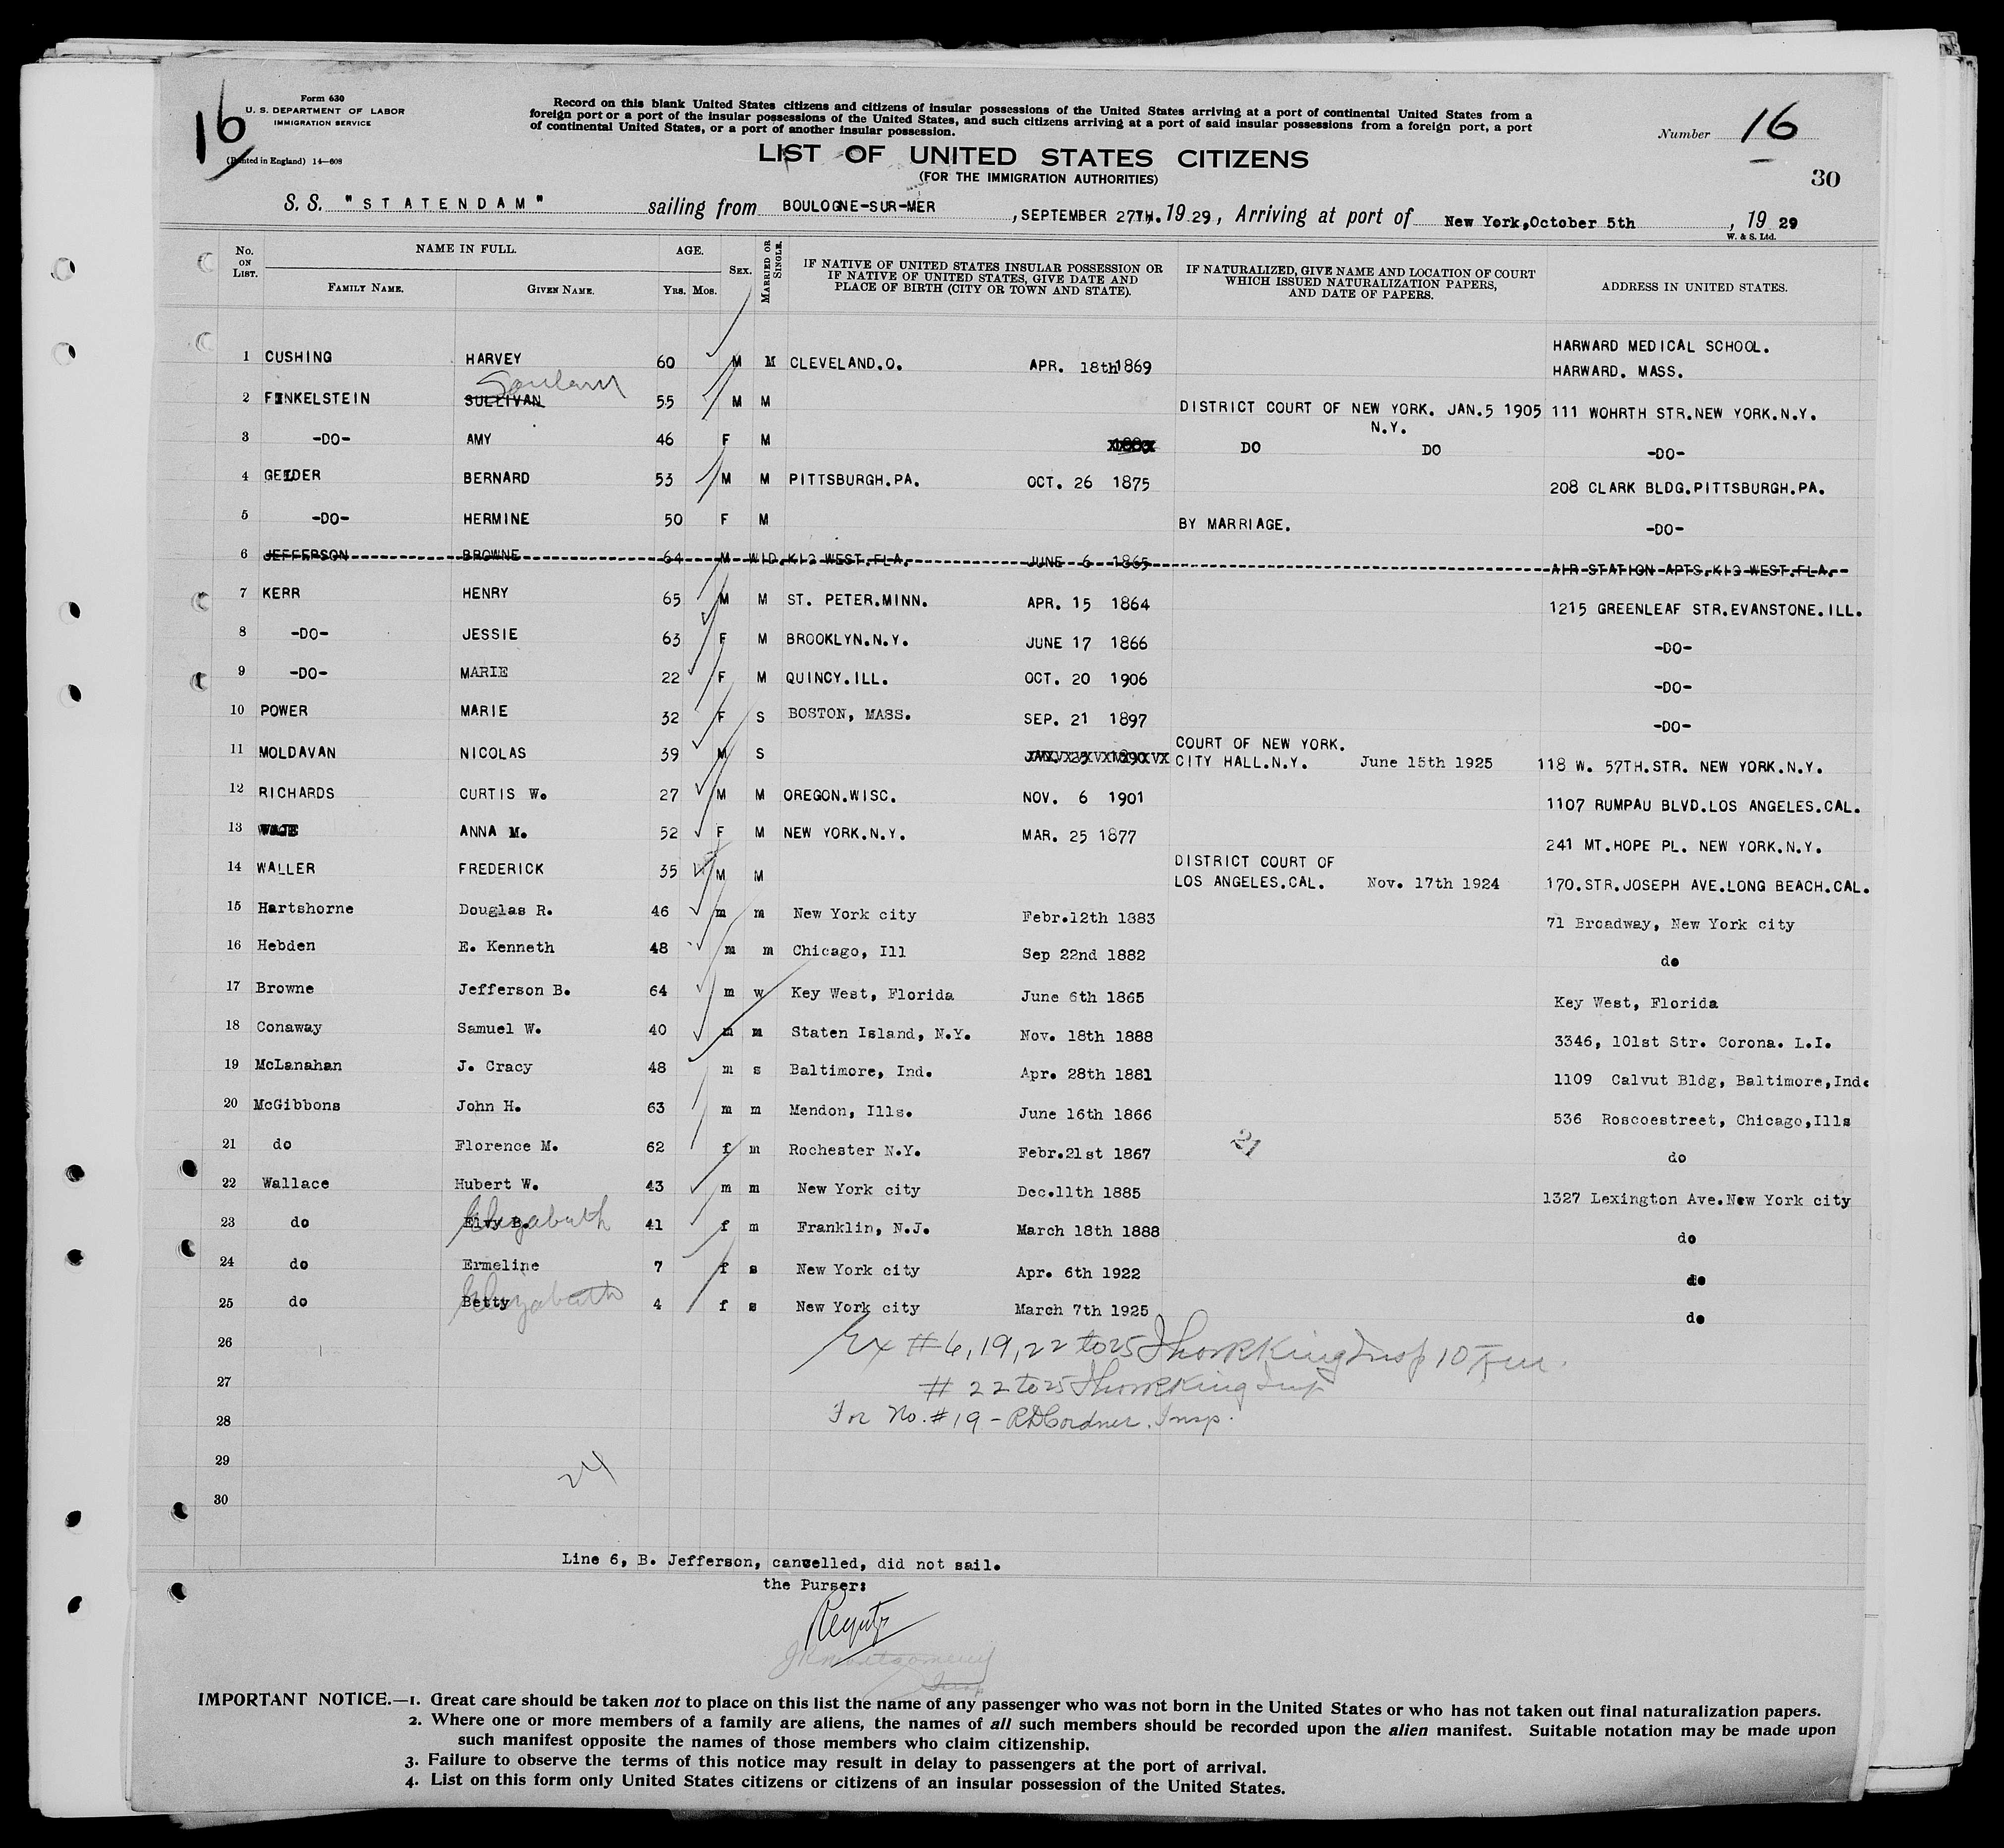 16
Form 630
U. S. DEPARTMENT OF LABOR
IMMIGRATION SERVICE
(Printed in England) 14—608
Record on this blank United States citizens and citizens of insular possessions of the United States arriving at a port of continental United States from a
foreign port or a port of the insular possessions of the United States, and such citizens arriving at a port of said insular possessions from a foreign port, a port
of continental United States, or a port of another insular possession.
Number 16
LIST OF UNITED STATES CITIZENS
(FOR THE IMMIGRATION AUTHORITIES)
30
S. S. "STATENDAM" sailing from BOULOGNE-SUR-MER, SEPTEMBER 27TH. 19 29, Arriving at port of New York, October 5th, 19 29
W. & S. Ltd.
No. ON LIST. NAME IN FULL. FAMILY NAME. GIVEN NAME. AGE. YRS. MOS. SEX. MARRIED OR SINGLE. IF NATIVE OF UNITED STATES INSULAR POSSESSION OR IF NATIVE OF UNITED STATES, GIVE DATE AND PLACE OF BIRTH (CITY OR TOWN AND STATE). IF NATURALIZED, GIVE NAME AND LOCATION OF COURT WHICH ISSUED NATURALIZATION PAPERS, AND DATE OF PAPERS. ADDRESS IN UNITED STATES.
1 CUSHING HARVEY 60 M M CLEVELAND.O. APR. 18th 1869 HARWARD MEDICAL SCHOOL. HARWARD. MASS.
2 FINKELSTEIN SULLIVAN 55 M M DISTRICT COURT OF NEW YORK. JAN.5 1905 N.Y. 111 WOHRTH STR.NEW YORK.N.Y.
3 -DO- AMY 46 F M DO DO -DO-
4 GELDER BERNARD 53 M M PITTSBURGH.PA. OCT. 26 1875 208 CLARK BLDG.PITTSBURGH.PA.
5 -DO- HERMINE 50 F M BY MARRIAGE. -DO-
6 JEFFERSON BROWNE 64 M WID. KI3 WEST.FLA. JUNE 6 1865 AIR STATION APTS.KI3 WEST.FLA.
7 KERR HENRY 65 M M ST. PETER.MINN. APR. 15 1864 1215 GREENLEAF STR.EVANSTONE.ILL.
8 -DO- JESSIE 63 F M BROOKLYN.N.Y. JUNE 17 1866 -DO-
9 -DO- MARIE 22 F M QUINCY.ILL. OCT. 20 1906 -DO-
10 POWER MARIE 32 F S BOSTON, MASS. SEP. 21 1897 -DO-
11 MOLDAVAN NICOLAS 39 M S COURT OF NEW YORK. CITY HALL.N.Y. June 15th 1925 118 W. 57TH.STR. NEW YORK.N.Y.
12 RICHARDS CURTIS W. 27 M M OREGON.WISC. NOV. 6 1901 1107 RUMPAU BLVD.LOS ANGELES.CAL.
13 ANNA M. 52 F M NEW YORK.N.Y. MAR. 25 1877 241 MT.HOPE PL. NEW YORK.N.Y.
14 WALLER FREDERICK 35 M M DISTRICT COURT OF LOS ANGELES.CAL. Nov. 17th 1924 170.STR.JOSEPH AVE.LONG BEACH.CAL.
15 Hartshorne Douglas R. 46 m m New York city Febr.12th 1883 71 Broadway, New York city
16 Hebden E. Kenneth 48 m m Chicago, Ill Sep 22nd 1882 do
17 Browne Jefferson B. 64 m w Key West, Florida June 6th 1865 Key West, Florida
18 Conaway Samuel W. 40 m m Staten Island, N.Y. Nov. 18th 1888 3346, 101st Str. Corona. L.I.
19 McLanahan J. Cracy 48 m s Baltimore, Ind. Apr. 28th 1881 1109 Calvut Bldg, Baltimore,Ind.
20 McGibbons John H. 63 m m Mendon, Ills. June 16th 1866 536 Roscoestreet, Chicago,Ills
21 do Florence M. 62 f m Rochester N.Y. Febr.21st 1867 21 do
22 Wallace Hubert W. 43 m m New York city Dec.11th 1885 1327 Lexington Ave.New York city
23 do Elvy B. Elizabeth 41 f m Franklin, N.J. March 18th 1888 do
24 do Ermeline 7 f s New York city Apr. 6th 1922 do
25 do Betty Elizabeth 4 f s New York city March 7th 1925 do
26 Ex # 6, 19, 22 to 25 King Insp 10
27 # 22 to 25 King Insp
28 For No. # 19 - Insp.
29 24
30
Line 6, B. Jefferson, canvelled, did not sail.
the Purser:
JR Montgomery
Insp
IMPORTANT NOTICE.—1. Great care should be taken not to place on this list the name of any passenger who was not born in the United States or who has not taken out final naturalization papers.
2. Where one or more members of a family are aliens, the names of all such members should be recorded upon the alien manifest. Suitable notation may be made upon
such manifest opposite the names of those members who claim citizenship.
3. Failure to observe the terms of this notice may result in delay to passengers at the port of arrival.
4. List on this form only United States citizens or citizens of an insular possession of the United States.